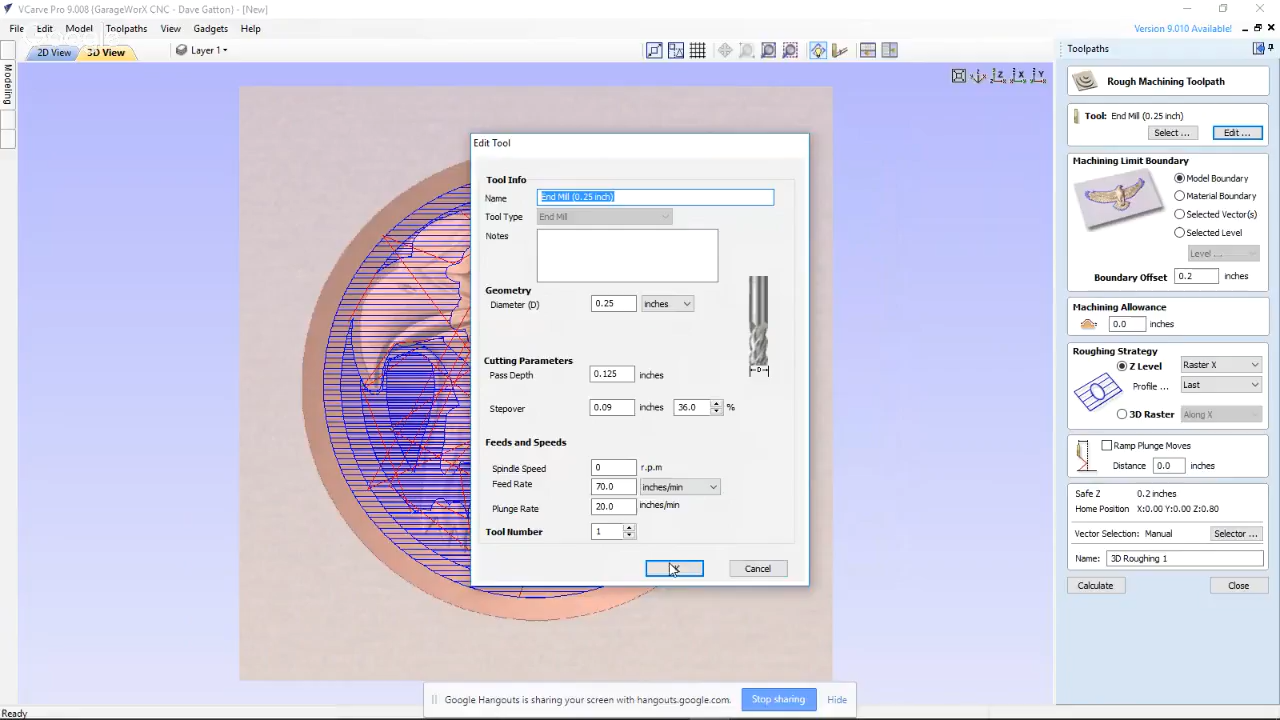 VCarve Pro 9.008 (GarageWorX CNC - Dave Gatton) - [New]
File Edit Model Toolpaths View Gadgets Help
Version 9.010 Available!
2D View
3D View
Layer 1
Modeling
Edit Tool
Tool Info
Name End Mill (0.25 inch)
Tool Type End Mill
Notes
Geometry
Diameter (D) 0.25 inches
D
Cutting Parameters
Pass Depth 0.125 inches
Stepover 0.09 inches 36.0 %
Feeds and Speeds
Spindle Speed 0 r.p.m
Feed Rate 70.0 inches/min
Plunge Rate 20.0 inches/min
Tool Number 1
Cancel
Toolpaths
Rough Machining Toolpath
Tool: End Mill (0.25 inch)
Select ... Edit ...
Machining Limit Boundary
Model Boundary
Material Boundary
Selected Vector(s)
Selected Level
Level ...
Boundary Offset 0.2 inches
Machining Allowance
0.0 inches
Roughing Strategy
Z Level Raster X
Profile ... Last
3D Raster Along X
Ramp Plunge Moves
Distance 0.0 inches
Safe Z 0.2 inches
Home Position X:0.00 Y:0.00 Z:0.80
Vector Selection: Manual Selector ...
Name: 3D Roughing 1
Calculate Close
Google Hangouts is sharing your screen with hangouts.google.com. Stop sharing Hide
Ready